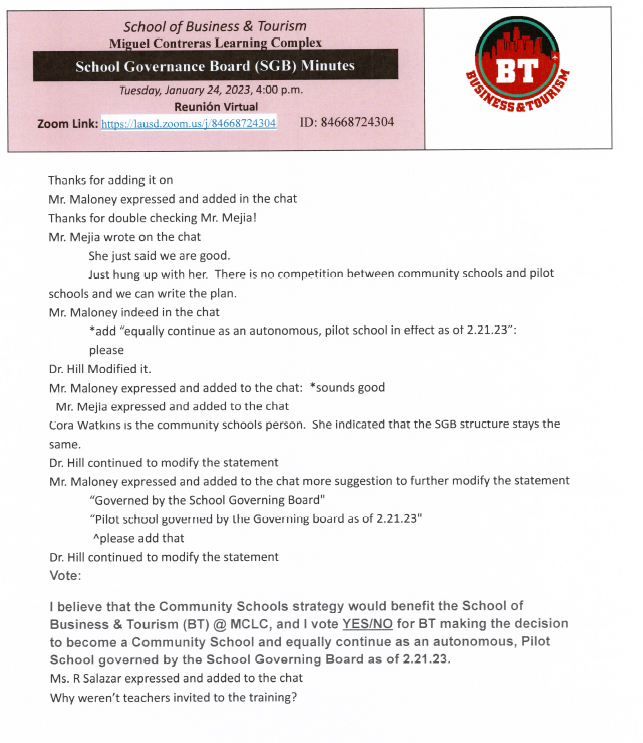 School of Business & Tourism
Miguel Contreras Learning Complex
School Governance Board (SGB) Minutes
Tuesday, January 24, 2023, 4:00 p.m.
Reunión Virtual
Zoom Link: https://lausd.zoom.us/j/84668724304 ID: 84668724304
BT
BUSINESS & TOURISM
Thanks for adding it on
Mr. Maloney expressed and added in the chat
Thanks for double checking Mr. Mejia!
Mr. Mejia wrote on the chat
She just said we are good.
Just hung up with her. There is no competition between community schools and pilot
schools and we can write the plan.
Mr. Maloney indeed in the chat
*add “equally continue as an autonomous, pilot school in effect as of 2.21.23”:
please
Dr. Hill Modified it.
Mr. Maloney expressed and added to the chat: *sounds good
Mr. Mejia expressed and added to the chat
Cora Watkins is the community schools person. She indicated that the SGB structure stays the
same.
Dr. Hill continued to modify the statement
Mr. Maloney expressed and added to the chat more suggestion to further modify the statement
“Governed by the School Governing Board"
“Pilot school governed by the Governing board as of 2.21.23"
^please add that
Dr. Hill continued to modify the statement
Vote:
I believe that the Community Schools strategy would benefit the School of
Business & Tourism (BT) @ MCLC, and I vote YES/NO for BT making the decision
to become a Community School and equally continue as an autonomous, Pilot
School governed by the School Governing Board as of 2.21.23.
Ms. R Salazar expressed and added to the chat
Why weren’t teachers invited to the training?